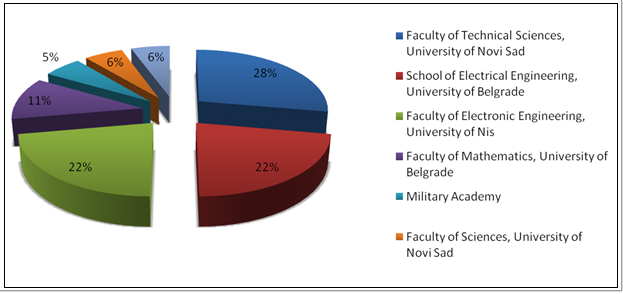 5%
6%
6%
28%
11%
22%
22%
Faculty of Technical Sciences,
University of Novi Sad
School of Electrical Engineering,
University of Belgrade
Faculty of Electronic Engineering,
University of Nis
Faculty of Mathematics, University of
Belgrade
Military Academy
Faculty of Sciences, University of
Novi Sad